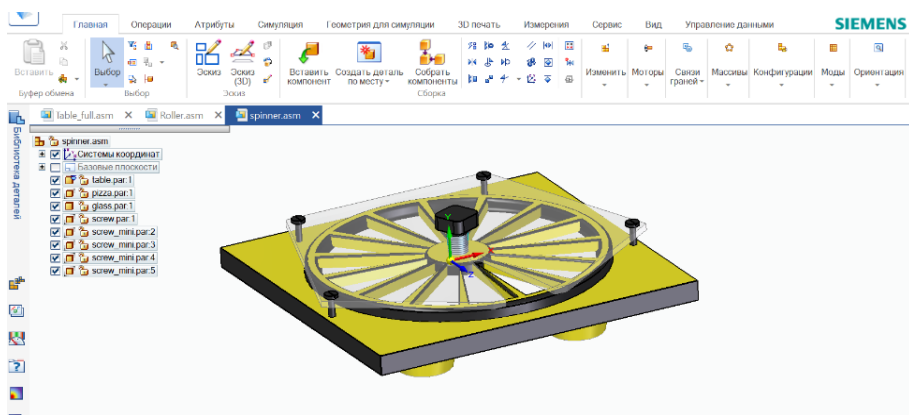 Главная Операции Атрибуты Симуляция Геометрия для симуляции 3D печать Измерения Сервис Вид Управление данными SIEMENS
Вставить
Выбор
Эскиз
Эскиз (3D)
Вставить компонент
Создать деталь по месту
Собрать компоненты
Изменить
Моторы
Связи граней
Массивы
Конфигурации
Моды
Ориентация
Буфер обмена Выбор Эскиз Сборка
Table_full.asm Roller.asm spinner.asm
Библиотека деталей
spinner.asm
Системы координат
Базовые плоскости
table.par:1
pizza.par:1
glass.par:1
screw.par:1
screw_mini.par:2
screw_mini.par:3
screw_mini.par:4
screw_mini.par:5
Y
Z